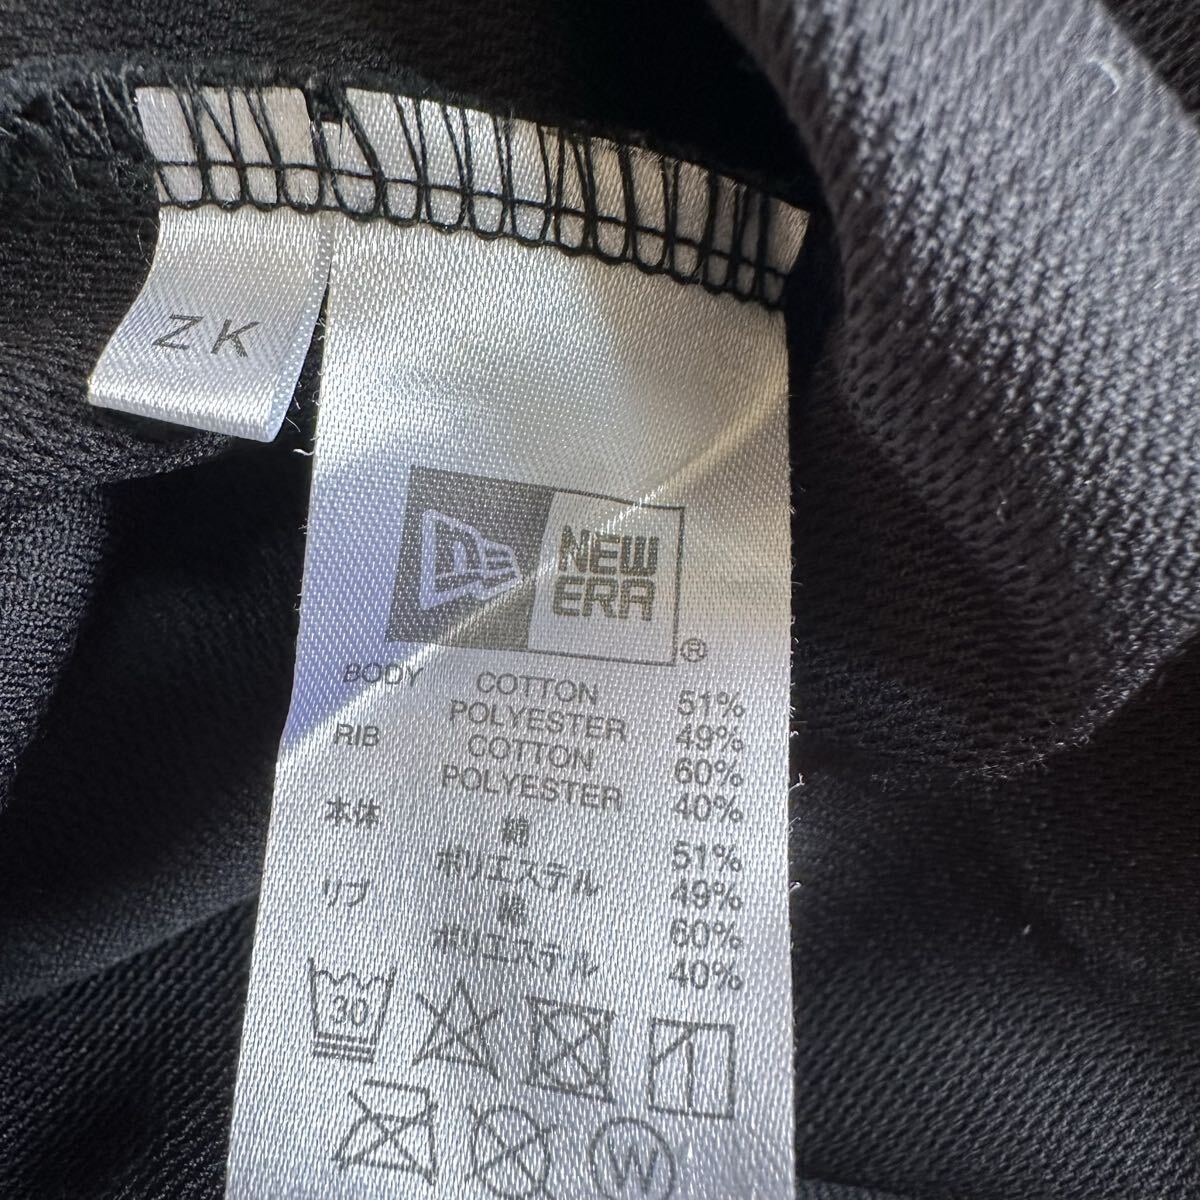 ZK
NEW
ERA
®
BODY COTTON 51%
POLYESTER 49%
RIB COTTON 60%
POLYESTER 40%
本体 綿 51%
ポリエステル 49%
リブ 綿 60%
ポリエステル 40%
30
W